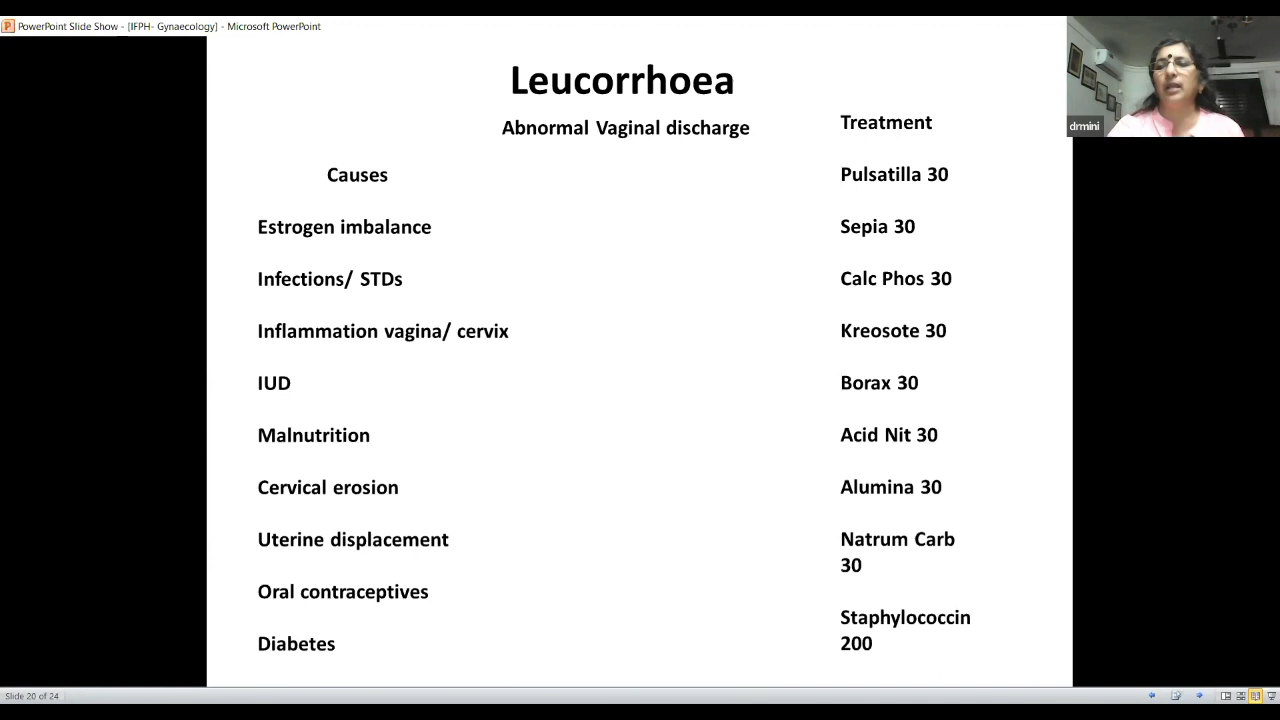 PowerPoint Slide Show - [IFPH- Gynaecology] - Microsoft PowerPoint
drmini
Leucorrhoea
Abnormal Vaginal discharge
Causes
Estrogen imbalance
Infections/ STDs
Inflammation vagina/ cervix
IUD
Malnutrition
Cervical erosion
Uterine displacement
Oral contraceptives
Diabetes
Treatment
Pulsatilla 30
Sepia 30
Calc Phos 30
Kreosote 30
Borax 30
Acid Nit 30
Alumina 30
Natrum Carb
30
Staphylococcin
200
Slide 20 of 24